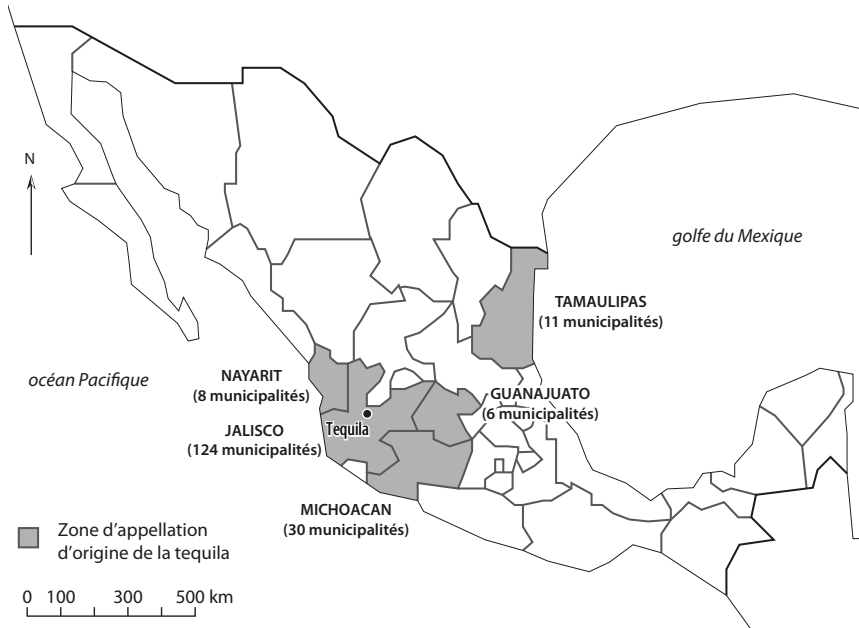 N
golfe du Mexique
TAMAULIPAS
(11 municipalités)
océan Pacifique
NAYARIT
(8 municipalités)
GUANAJUATO
(6 municipalités)
Tequila
JALISCO
(124 municipalités)
MICHOACAN
(30 municipalités)
Zone d'appellation
d'origine de la tequila
0 100 300 500 km